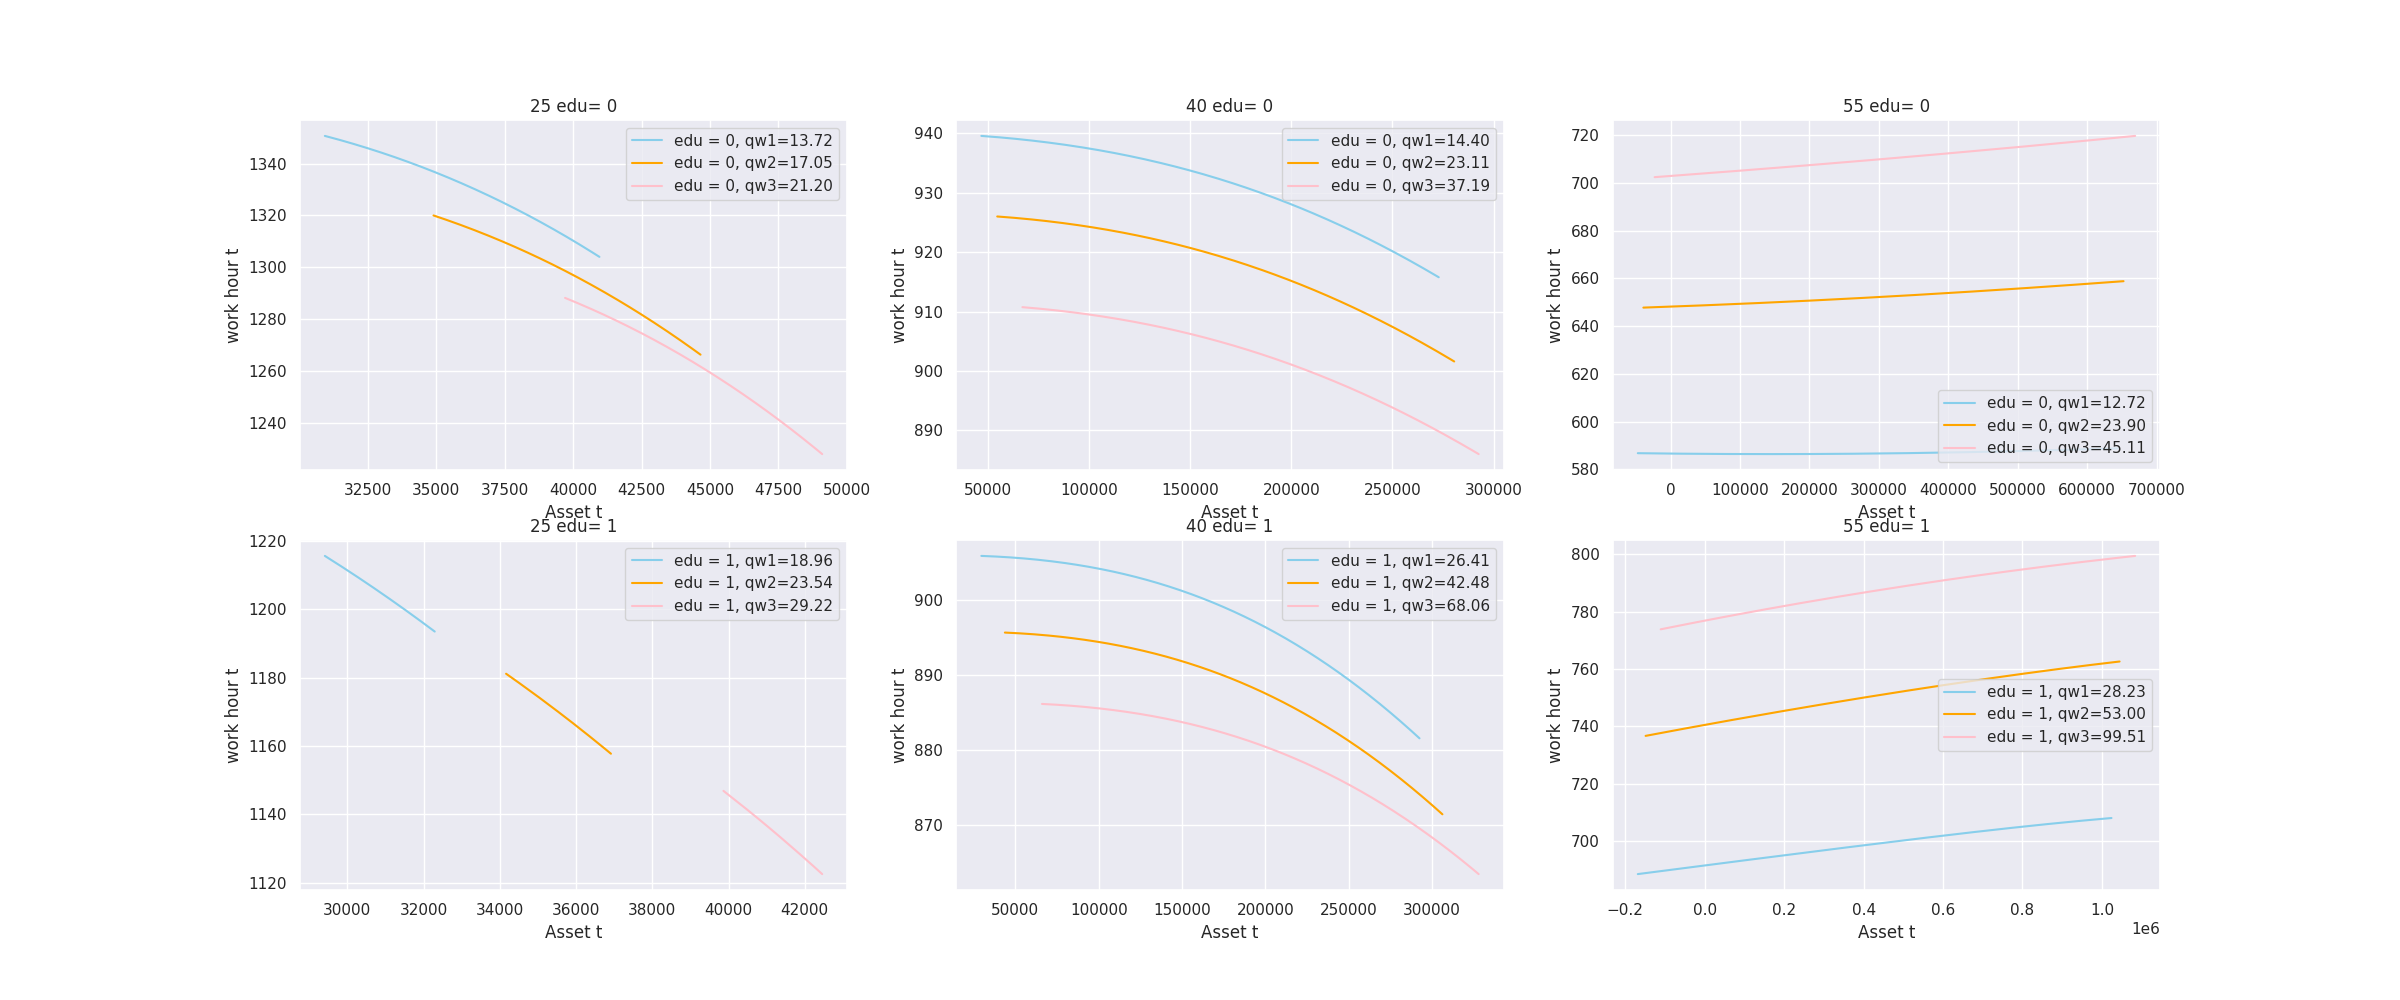 25 edu= 0
work hour t
1340
1320
1300
1280
1260
1240
edu = 0, qw1=13.72
edu = 0, qw2=17.05
edu = 0, qw3=21.20
32500 35000 37500 40000 42500 45000 47500 50000
Asset t
40 edu= 0
work hour t
940
930
920
910
900
890
edu = 0, qw1=14.40
edu = 0, qw2=23.11
edu = 0, qw3=37.19
50000 100000 150000 200000 250000 300000
Asset t
55 edu= 0
work hour t
720
700
680
660
640
620
600
580
edu = 0, qw1=12.72
edu = 0, qw2=23.90
edu = 0, qw3=45.11
0 100000 200000 300000 400000 500000 600000 700000
Asset t
25 edu= 1
work hour t
1220
1200
1180
1160
1140
1120
edu = 1, qw1=18.96
edu = 1, qw2=23.54
edu = 1, qw3=29.22
30000 32000 34000 36000 38000 40000 42000
Asset t
40 edu= 1
work hour t
900
890
880
870
edu = 1, qw1=26.41
edu = 1, qw2=42.48
edu = 1, qw3=68.06
50000 100000 150000 200000 250000 300000
Asset t
55 edu= 1
work hour t
800
780
760
740
720
700
edu = 1, qw1=28.23
edu = 1, qw2=53.00
edu = 1, qw3=99.51
−0.2 0.0 0.2 0.4 0.6 0.8 1.0
1e6
Asset t